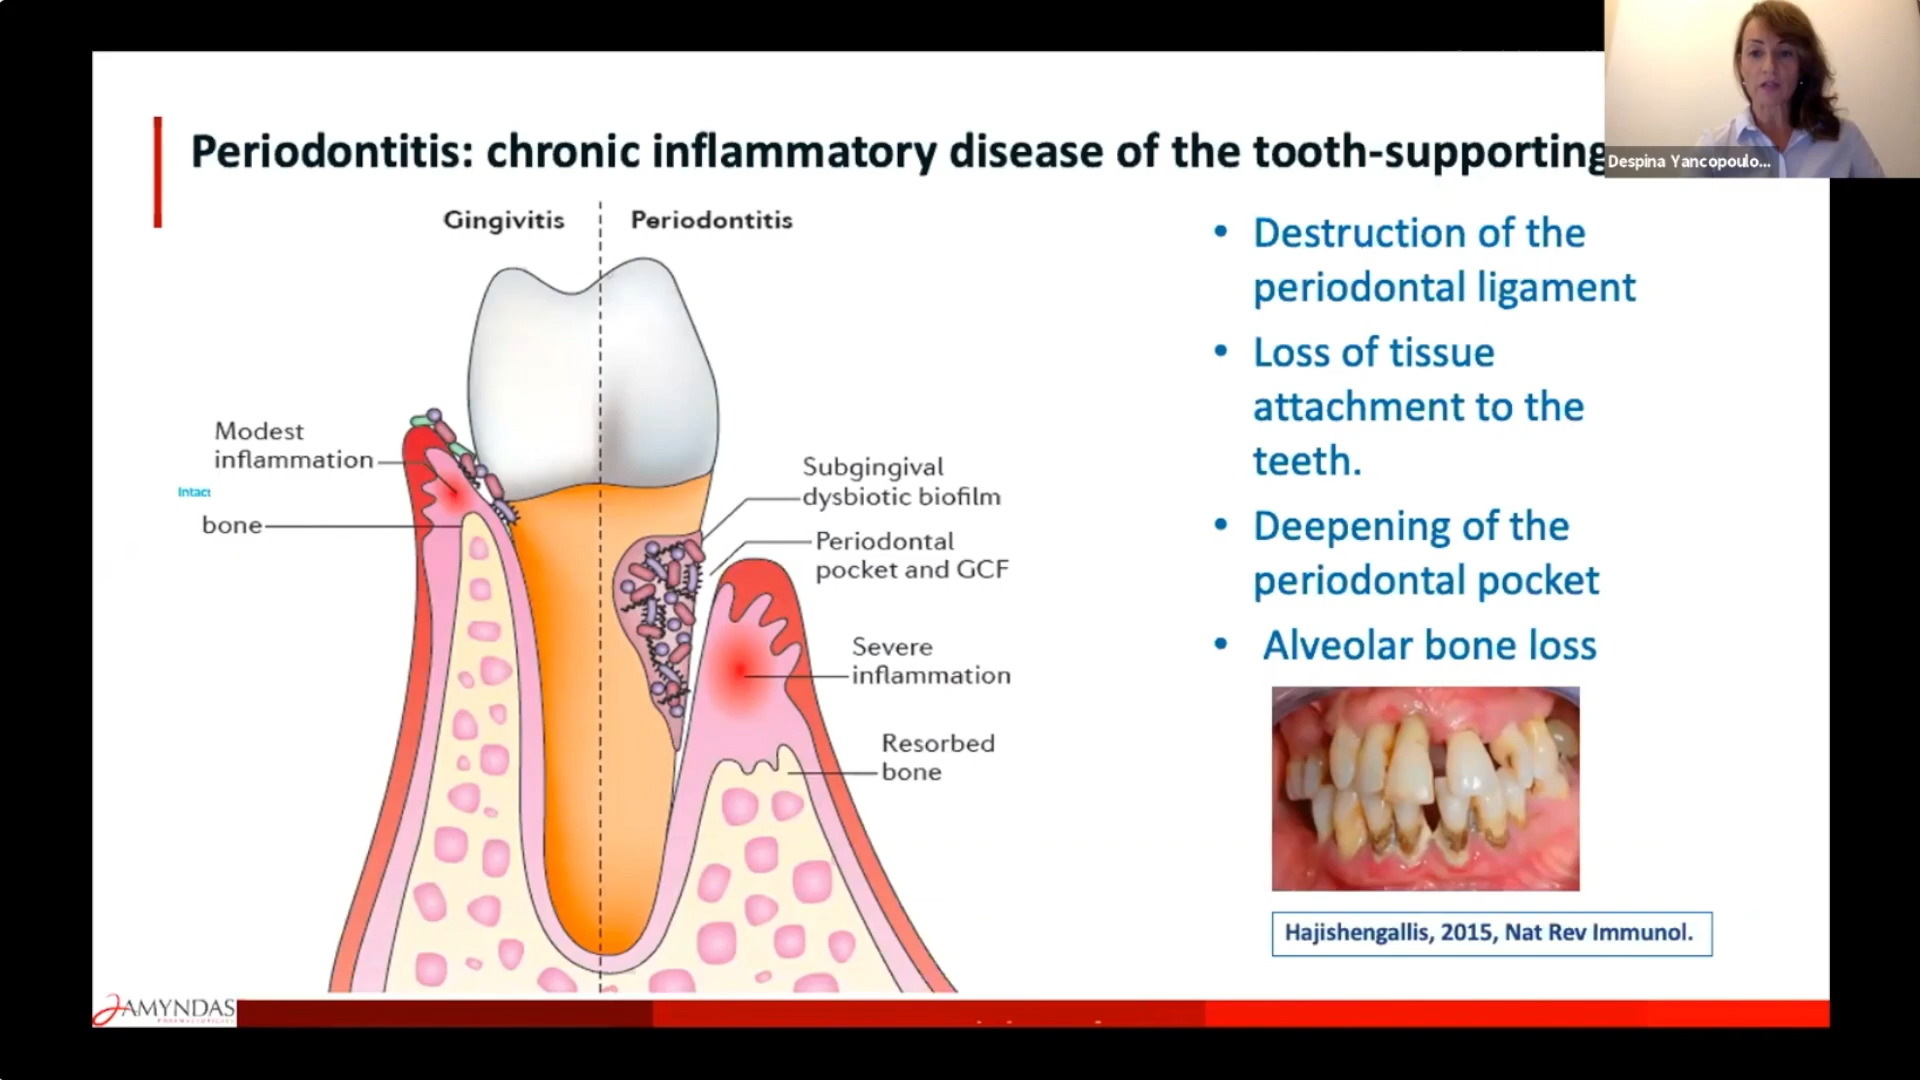 Periodontitis: chronic inflammatory disease of the tooth-supporting
Despina Yancopoulo...
Gingivitis
Periodontitis
Modest
inflammation
Intact
bone
Subgingival
dysbiotic biofilm
Periodontal
pocket and GCF
Severe
inflammation
Resorbed
bone
• Destruction of the
periodontal ligament
• Loss of tissue
attachment to the
teeth.
• Deepening of the
periodontal pocket
• Alveolar bone loss
Hajishengallis, 2015, Nat Rev Immunol.
AMYNDAS
PHARMACEUTICALS